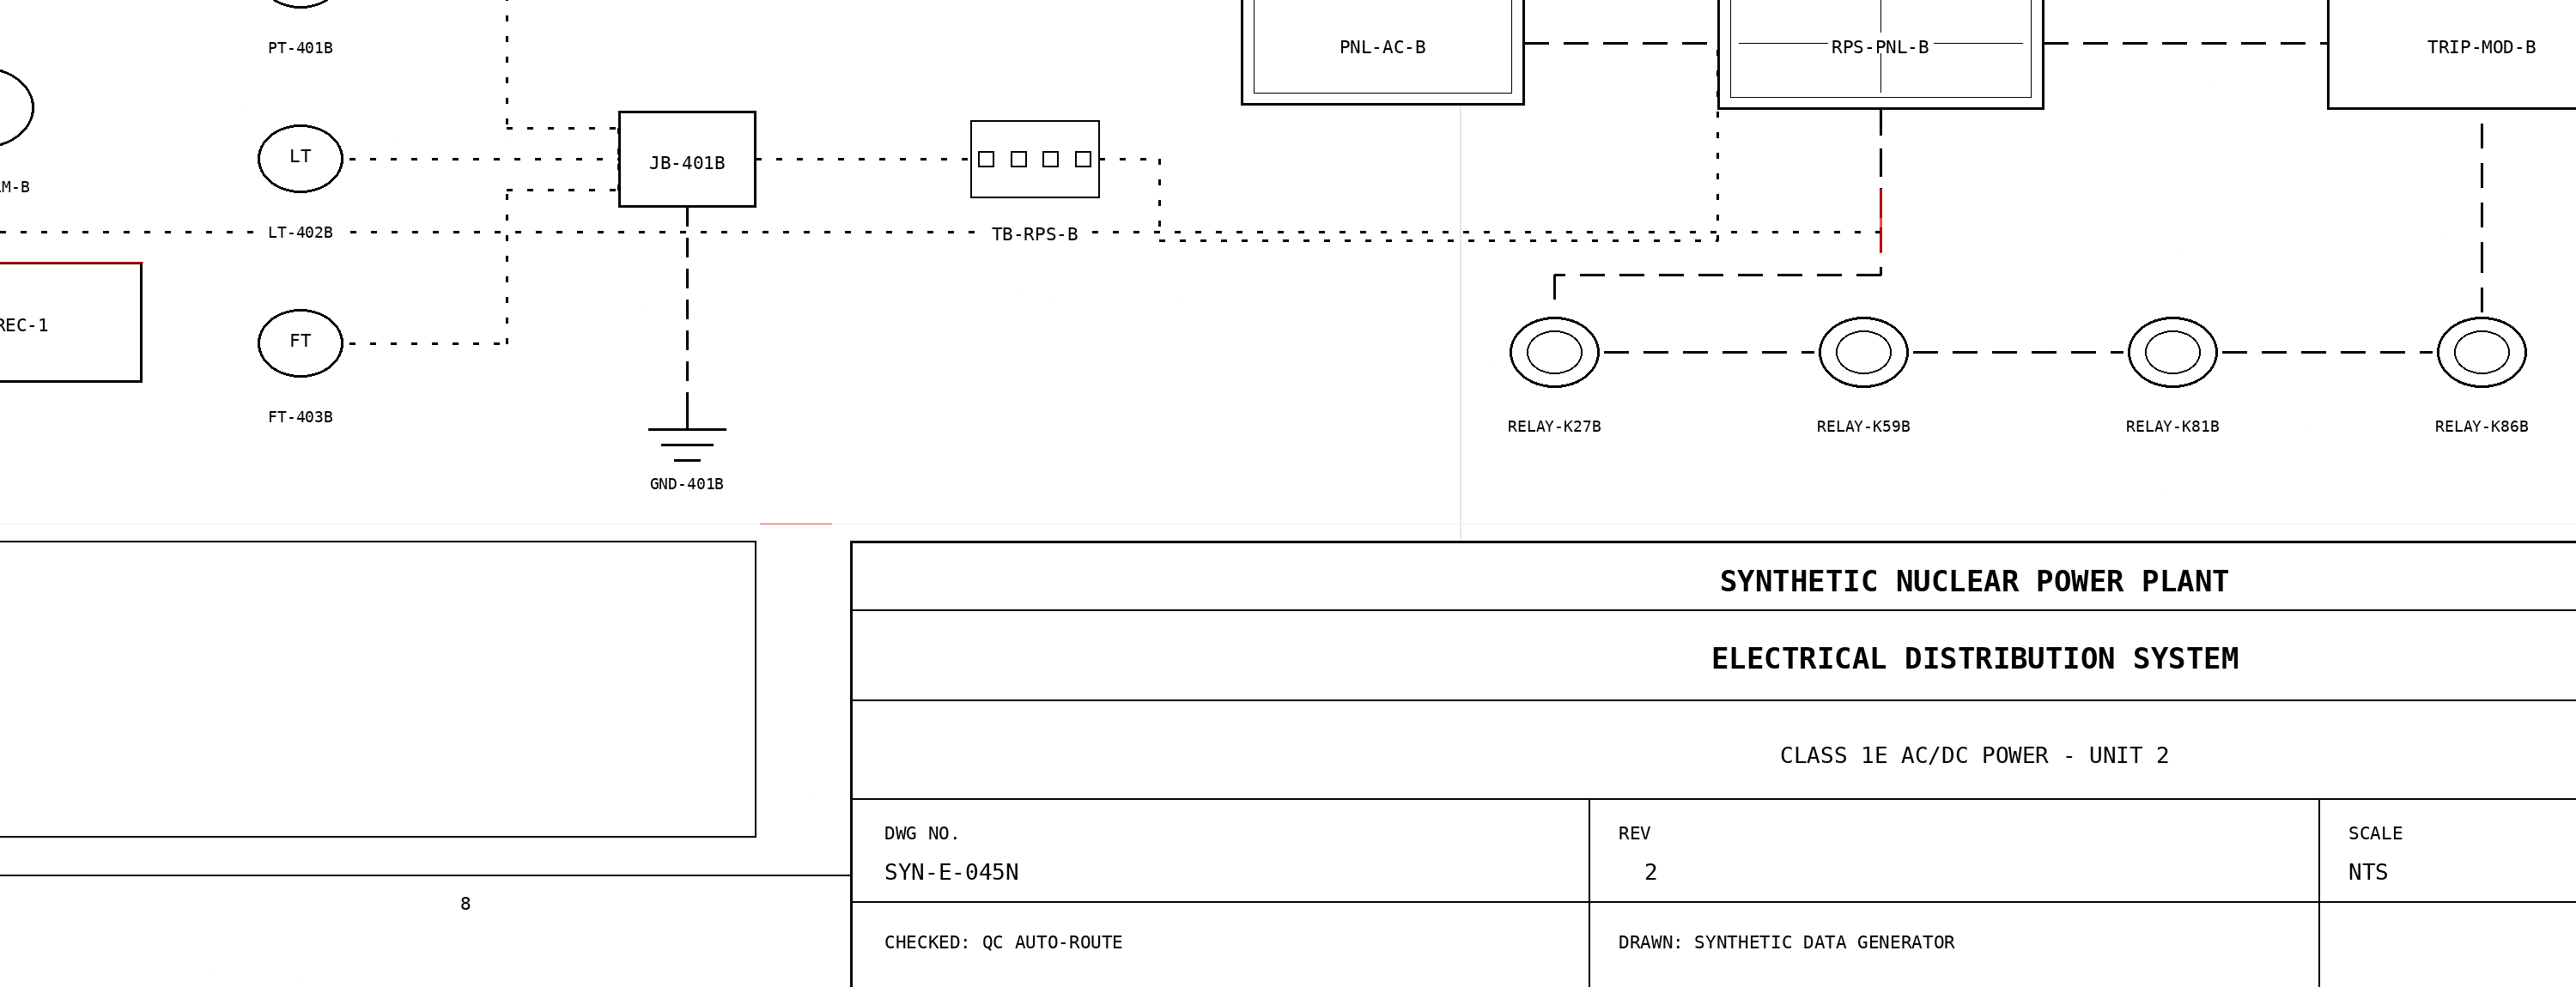 PT-401B
PNL-AC-B
RPS-PNL-B
TRIP-MOD-B
LT
JB-401B
M-B
LT-402B
TB-RPS-B
REC-1
FT
FT-403B
RELAY-K27B
RELAY-K59B
RELAY-K81B
RELAY-K86B
GND-401B
SYNTHETIC NUCLEAR POWER PLANT
ELECTRICAL DISTRIBUTION SYSTEM
CLASS 1E AC/DC POWER - UNIT 2
DWG NO.
SYN-E-045N
REV
2
SCALE
NTS
8
CHECKED: QC AUTO-ROUTE
DRAWN: SYNTHETIC DATA GENERATOR